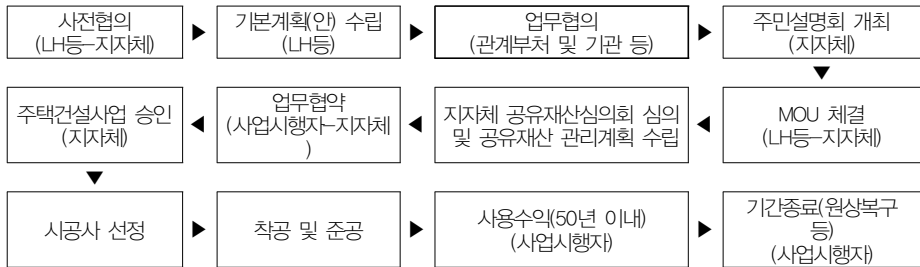 사전협의
(LH등-지자체)
▶
기본계획(안) 수립
(LH등)
▶
업무협의
(관계부처 및 기관 등)
▶
주민설명회 개최
(지자체)
▼
MOU 체결
(LH등-지자체)
◀
지자체 공유재산심의회 심의
및 공유재산 관리계획 수립
◀
업무협약
(사업시행자-지자체
)
◀
주택건설사업 승인
(지자체)
▼
시공사 선정
▶
착공 및 준공
▶
사용수익(50년 이내)
(사업시행자)
▶
기간종료(원상복구
등)
(사업시행자)